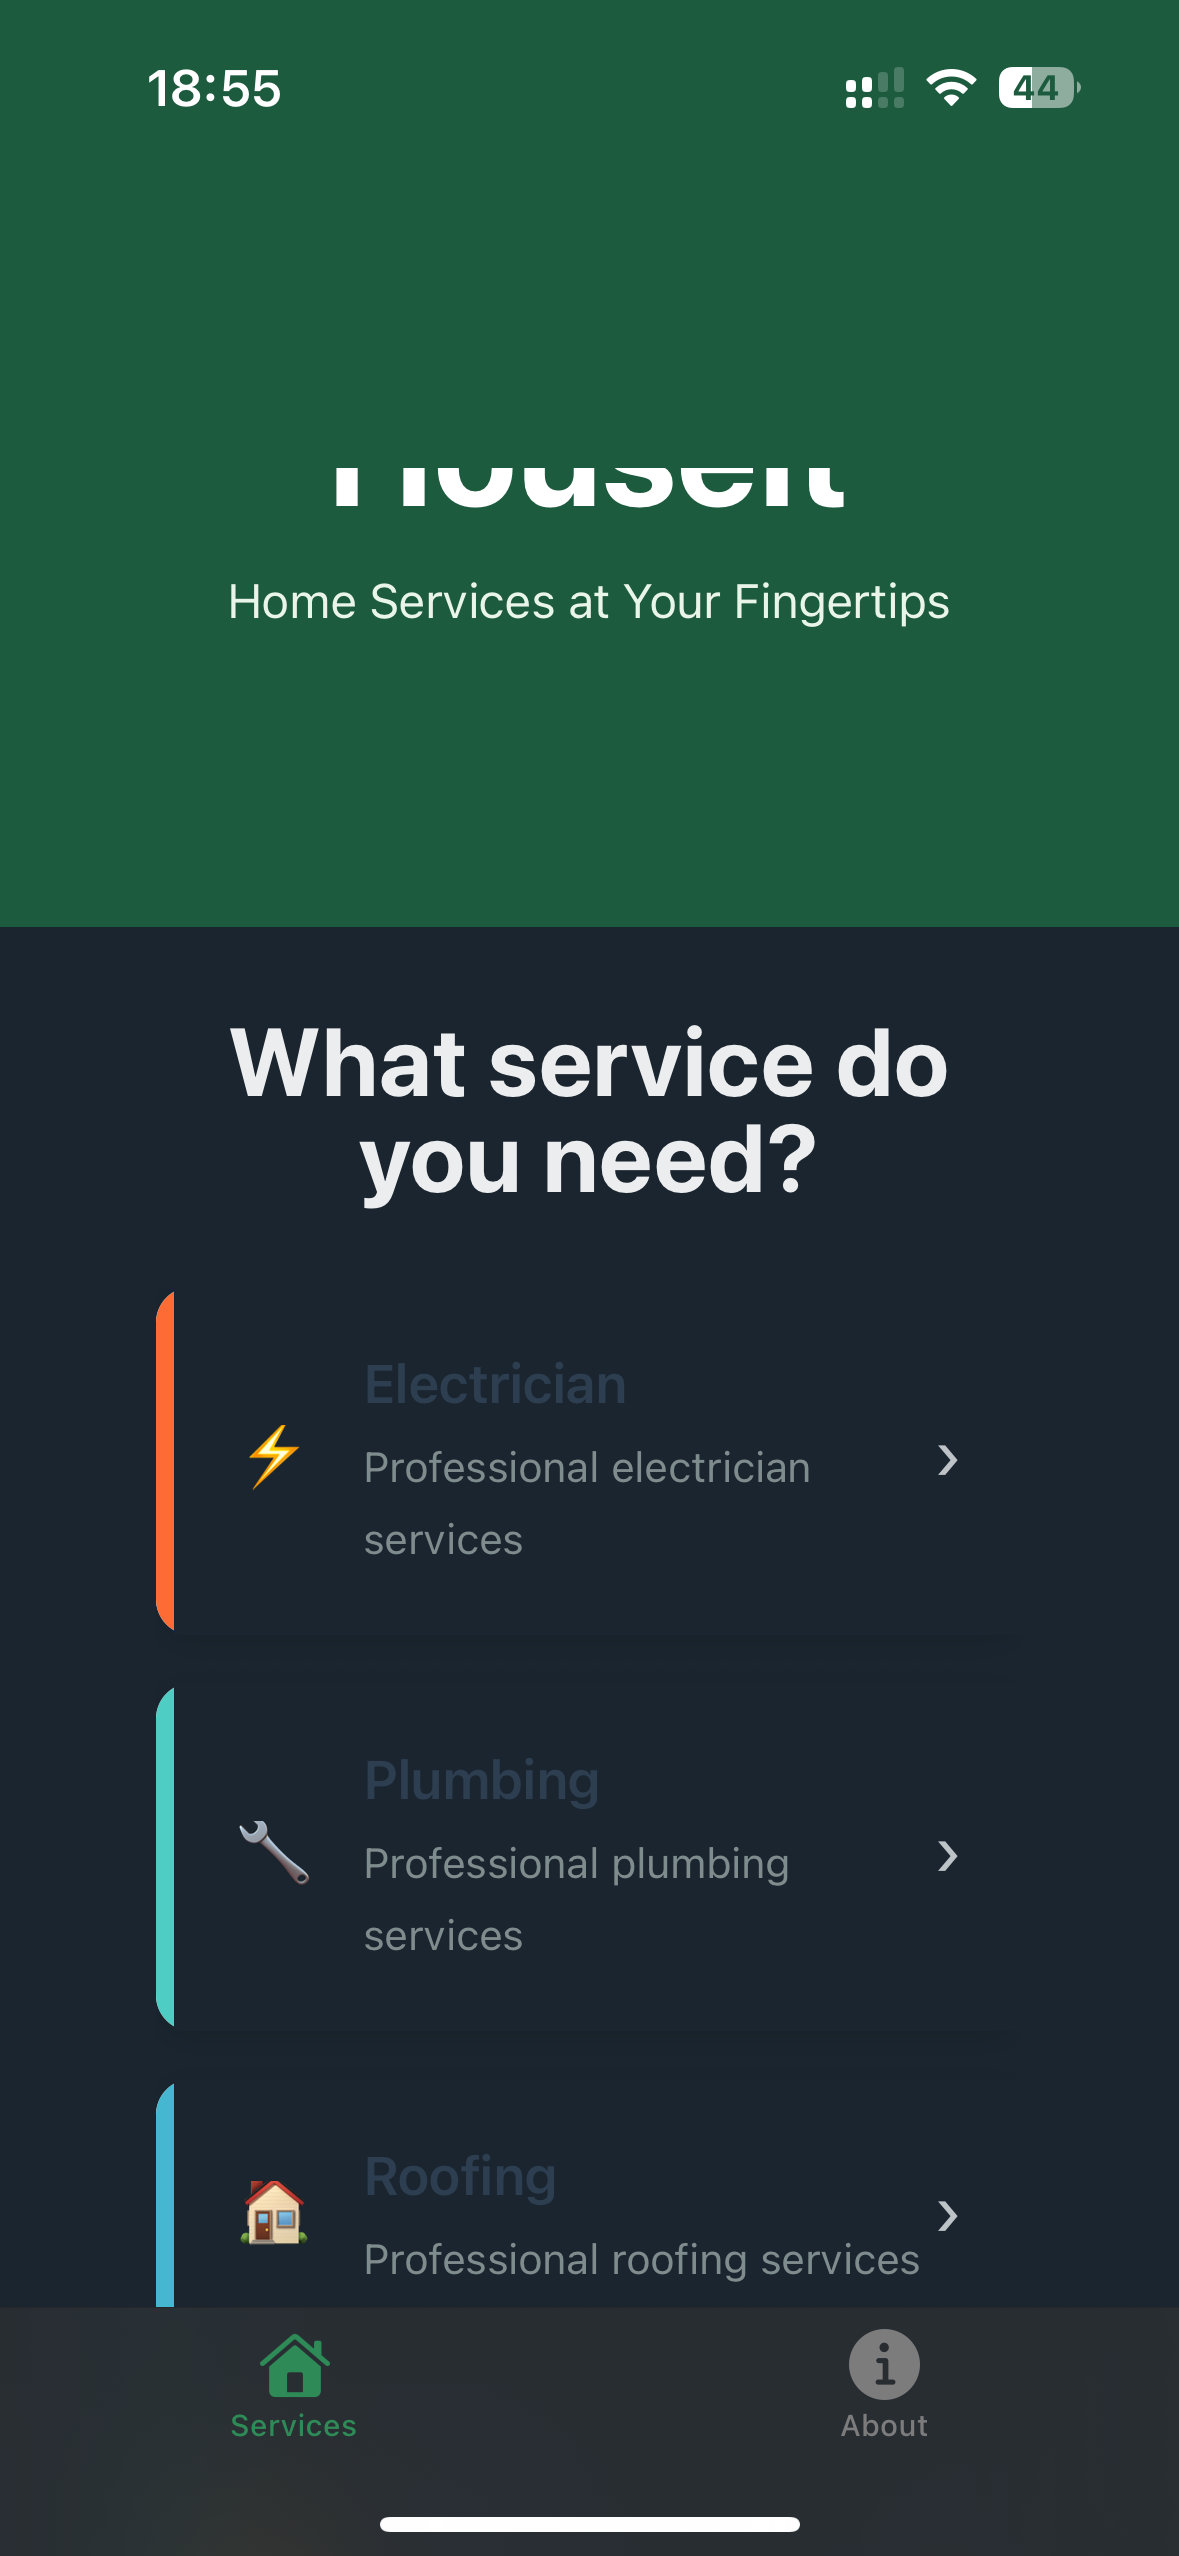 18:55
44
Houseit
Home Services at Your Fingertips
What service do
you need?
Electrician
Professional electrician
services
Plumbing
Professional plumbing
services
Roofing
Professional roofing services
Services
About